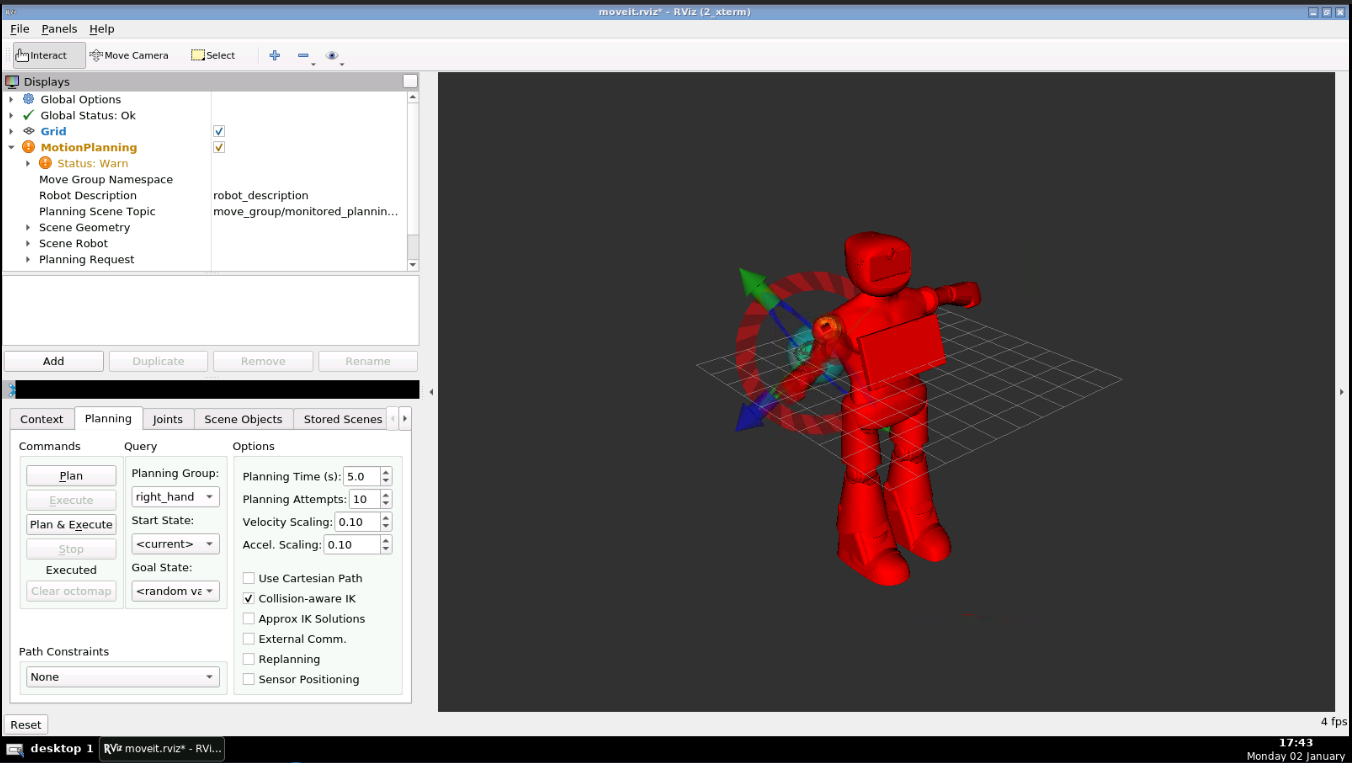 moveit.rviz* - RViz (2_xterm)
File Panels Help
Interact Move Camera Select
Displays
Global Options
Global Status: Ok
Grid
MotionPlanning
Status: Warn
Move Group Namespace
Robot Description robot_description
Planning Scene Topic move_group/monitored_plannin...
Scene Geometry
Scene Robot
Planning Request
Add Duplicate Remove Rename
Context Planning Joints Scene Objects Stored Scenes
Commands Query Options
Plan
Execute
Plan & Execute
Stop
Executed
Clear octomap
Planning Group:
right_hand
Start State:
<current>
Goal State:
<random va
Planning Time (s): 5.0
Planning Attempts: 10
Velocity Scaling: 0.10
Accel. Scaling: 0.10
Use Cartesian Path
Collision-aware IK
Approx IK Solutions
External Comm.
Replanning
Sensor Positioning
Path Constraints
None
Reset
4 fps
desktop 1 RViz moveit.rviz* - RVi...
17:43
Monday 02 January